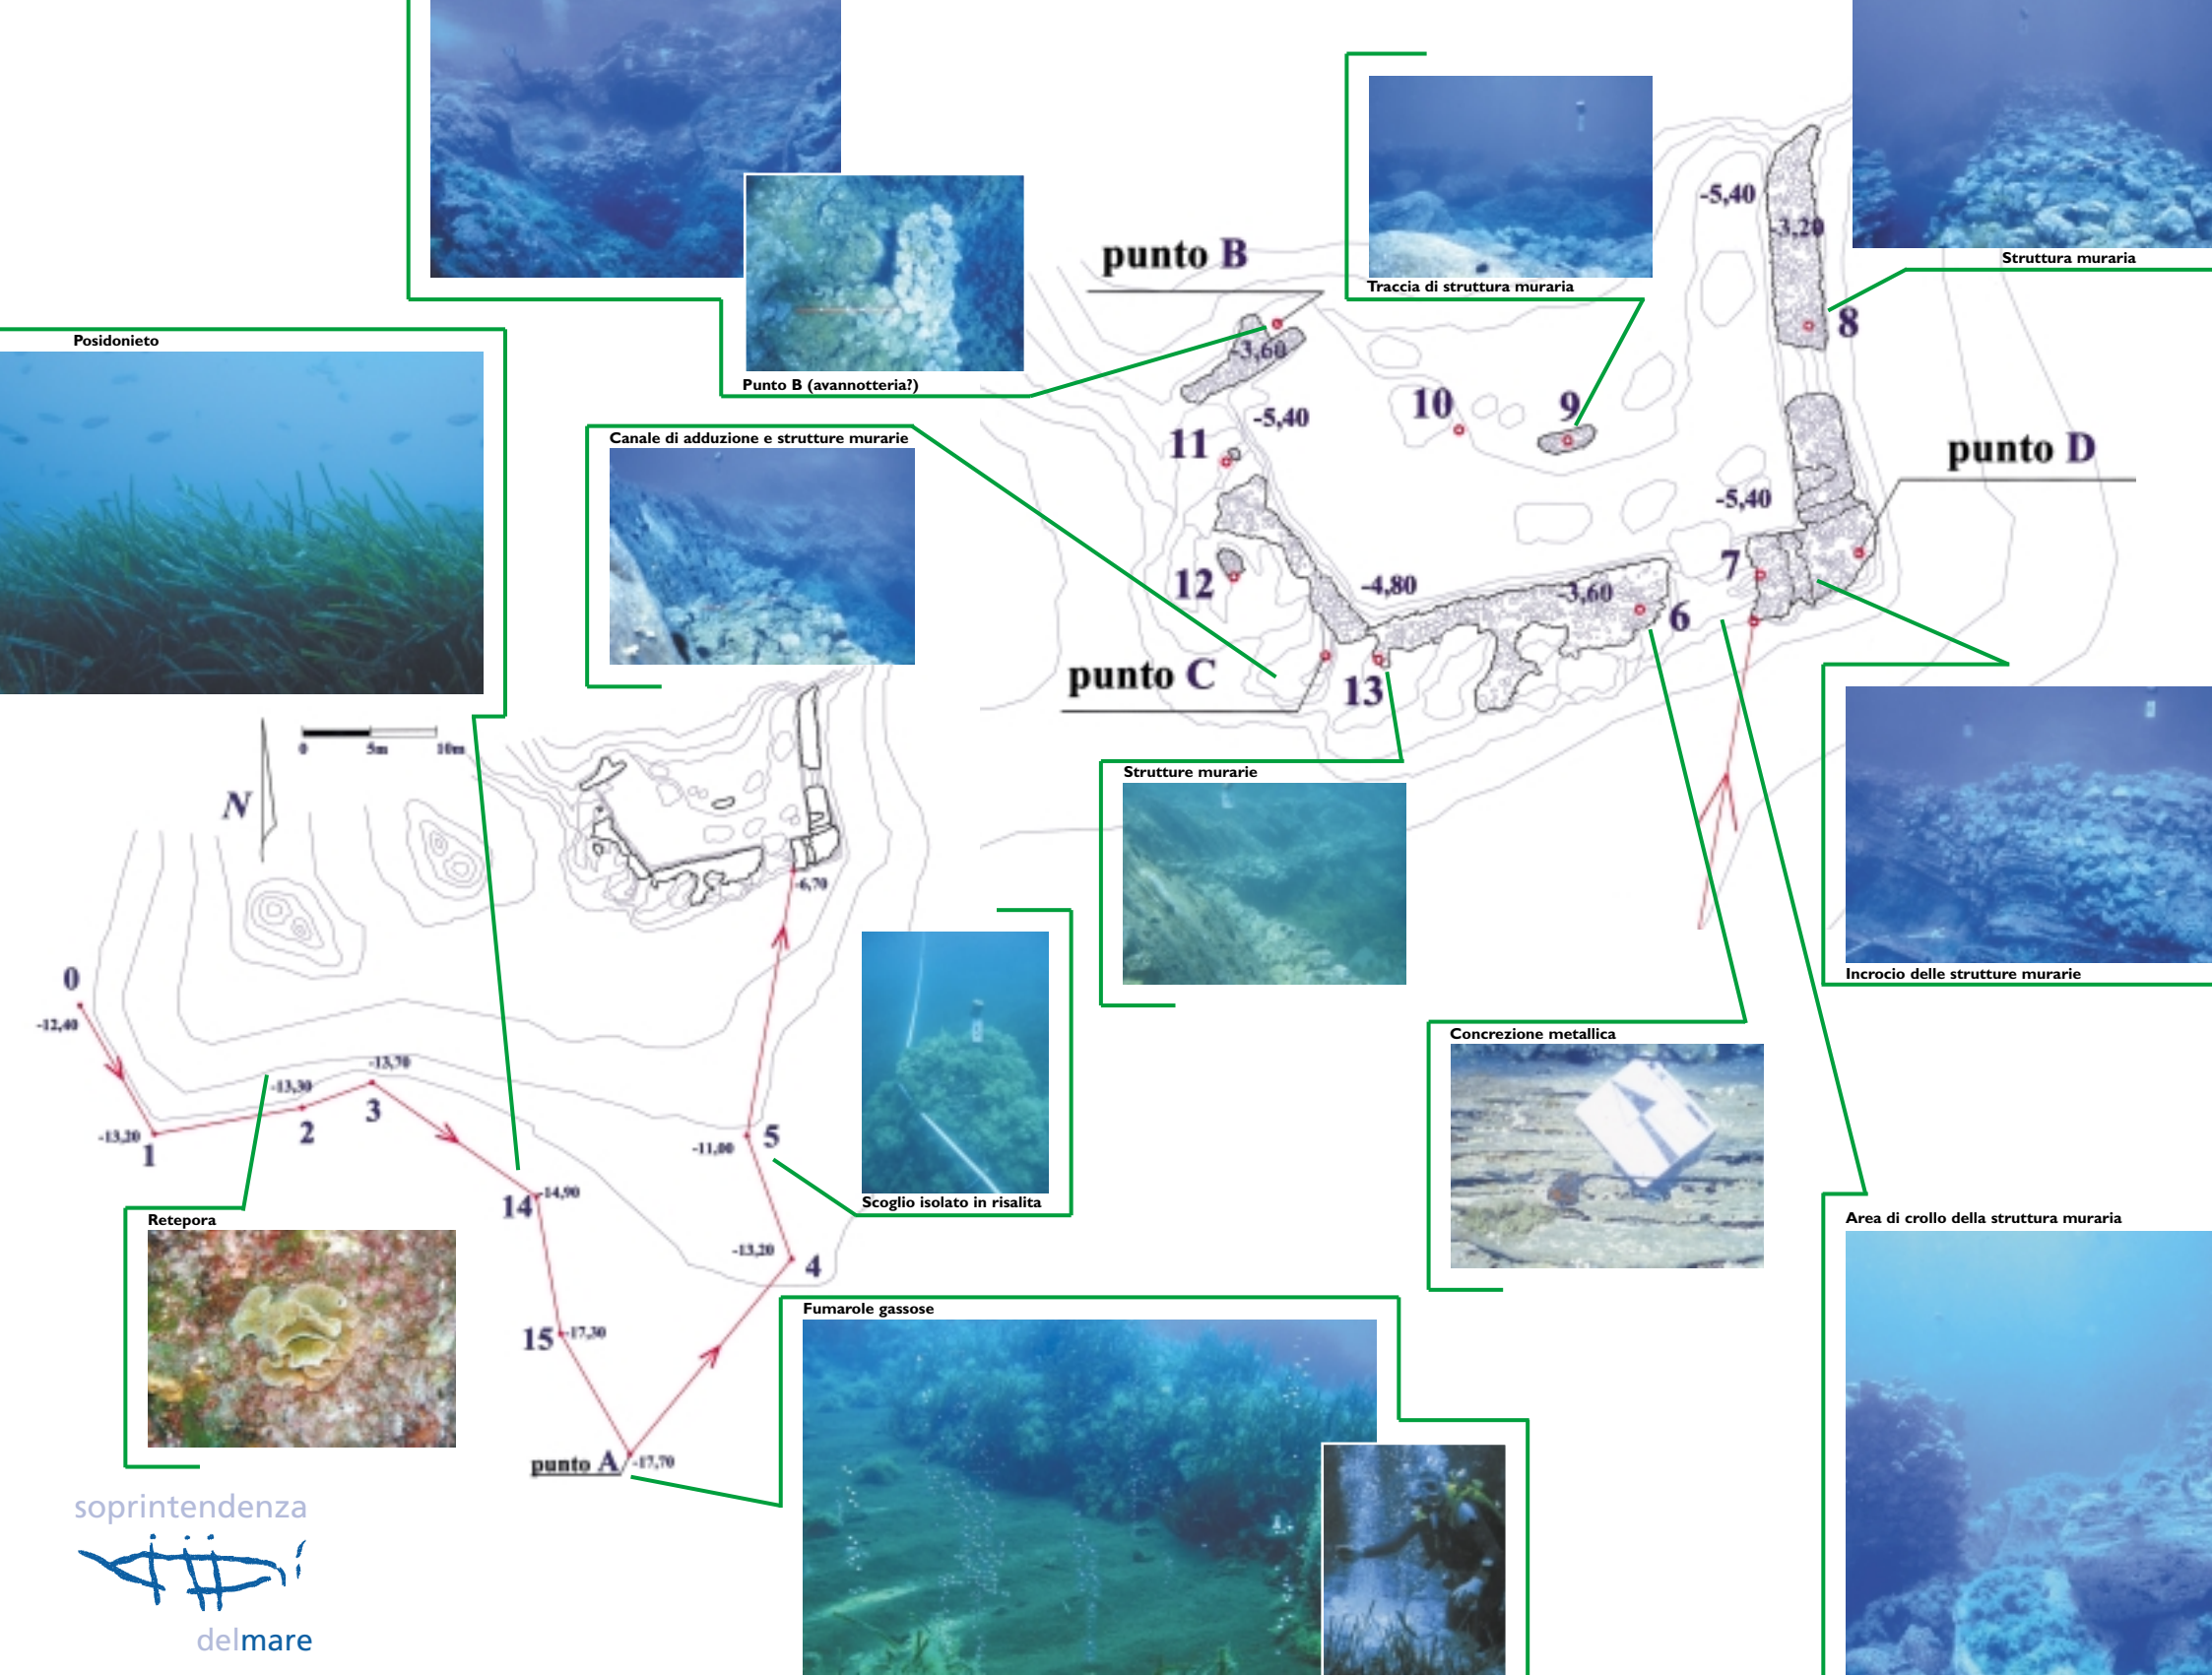 Struttura muraria
Traccia di struttura muraria
punto B
-5,40
-3,20
8
Posidonieto
Punto B (avannotteria?)
-3,60
-5,40
10
9
11
Canale di adduzione e strutture murarie
punto D
-5,40
7
12
-4,80
-3,60
6
punto C
13
0 5m 10m
N
Strutture murarie
-6,70
Incrocio delle strutture murarie
0
-12,40
Concrezione metallica
-13,70
-13,30
3
2
-13,20
1
5
-11,00
14
-14,90
Scoglio isolato in risalita
Retepora
Area di crollo della struttura muraria
-13,20
4
Fumarole gassose
15
-17,30
punto A
-17,70
soprintendenza
delmare